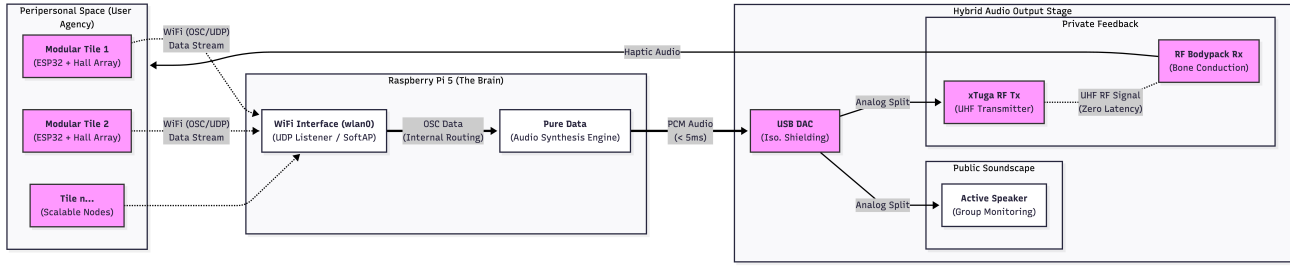 Peripersonal Space (User
Agency)
Modular Tile 1
(ESP32 + Hall Array)
Modular Tile 2
(ESP32 + Hall Array)
Tile n...
(Scalable Nodes)
WiFi (OSC/UDP)
Data Stream
WiFi (OSC/UDP)
Data Stream
Raspberry Pi 5 (The Brain)
WiFi Interface (wlan0)
(UDP Listener / SoftAP)
OSC Data
(Internal Routing)
Pure Data
(Audio Synthesis Engine)
Haptic Audio
PCM Audio
(< 5ms)
Hybrid Audio Output Stage
USB DAC
(Iso. Shielding)
Analog Split
Analog Split
Private Feedback
xTuga RF Tx
(UHF Transmitter)
UHF RF Signal
(Zero Latency)
RF Bodypack Rx
(Bone Conduction)
Public Soundscape
Active Speaker
(Group Monitoring)